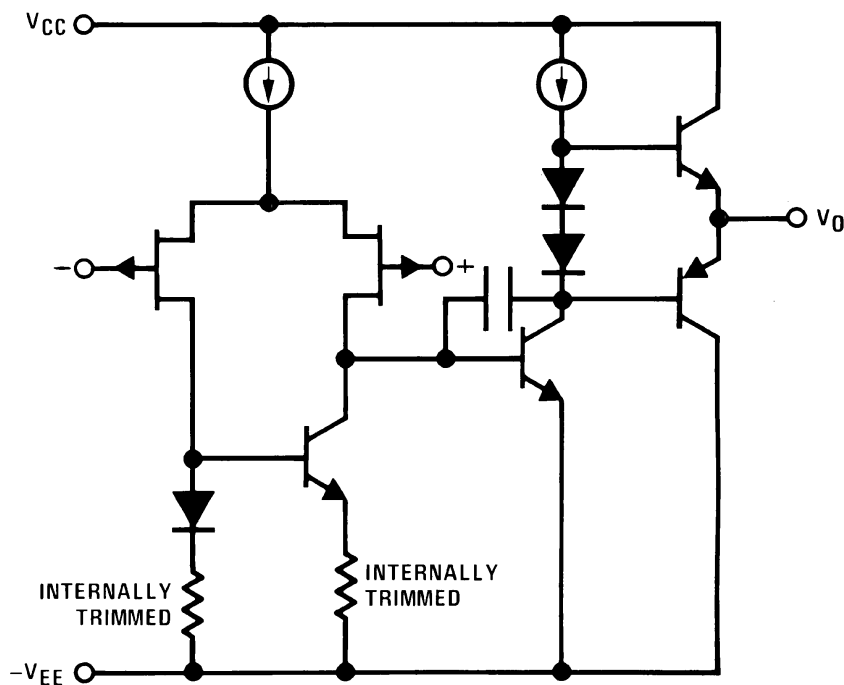 VCC
−
+
VO
INTERNALLY
TRIMMED
INTERNALLY
TRIMMED
−VEE